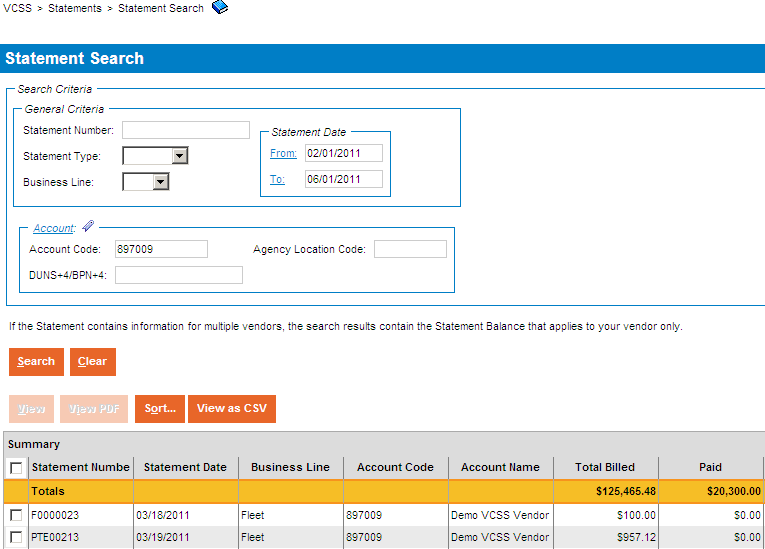 VCSS > Statements > Statement Search
Statement Search
Search Criteria
General Criteria
Statement Number:
Statement Type:
Business Line:
Statement Date
From: 02/01/2011
To: 06/01/2011
Account:
Account Code: 897009 Agency Location Code:
DUNS+4/BPN+4:
If the Statement contains information for multiple vendors, the search results contain the Statement Balance that applies to your vendor only.
Search Clear
View View PDF Sort... View as CSV
Summary
Statement Numbe Statement Date Business Line Account Code Account Name Total Billed Paid
Totals $125,465.48 $20,300.00
F0000023 03/18/2011 Fleet 897009 Demo VCSS Vendor $100.00 $0.00
PTE00213 03/19/2011 Fleet 897009 Demo VCSS Vendor $957.12 $0.00